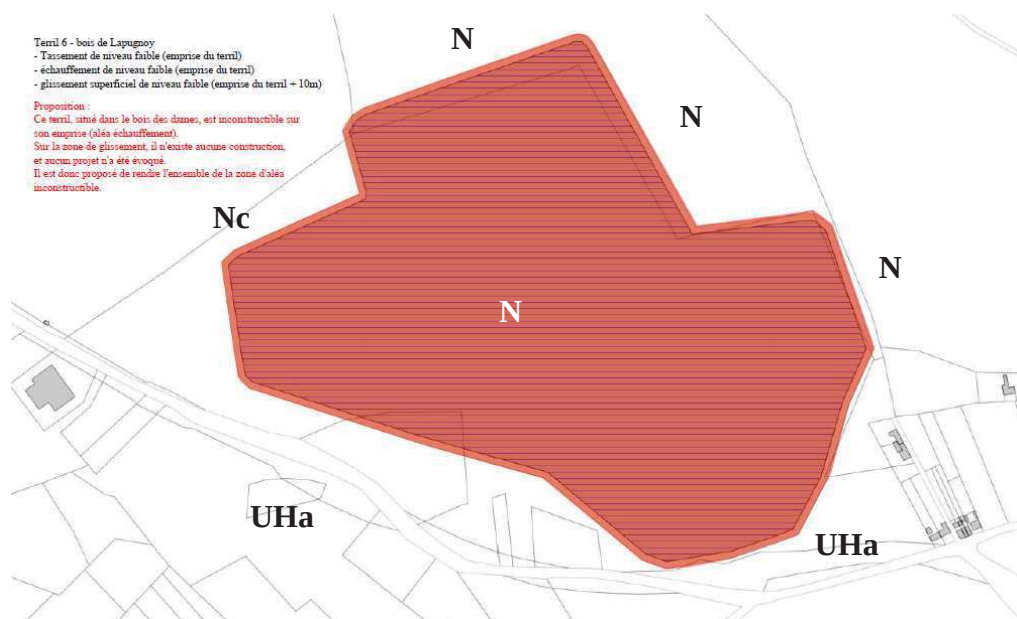 Terril 6 - bois de Lapugnoy
- Tassement de niveau faible (emprise du terril)
- échauffement de niveau faible (emprise du terril)
- glissement superficiel de niveau faible (emprise du terril + 10m)
Proposition :
Ce terril, situé dans le bois des dames, est inconstructible sur
son emprise (aléa échauffement).
Sur la zone de glissement, il n'existe aucune construction,
et aucun projet n'a été évoqué.
Il est donc proposé de rendre l'ensemble de la zone d'aléa
inconstructible.
N
N
Nc
N
N
UHa
UHa